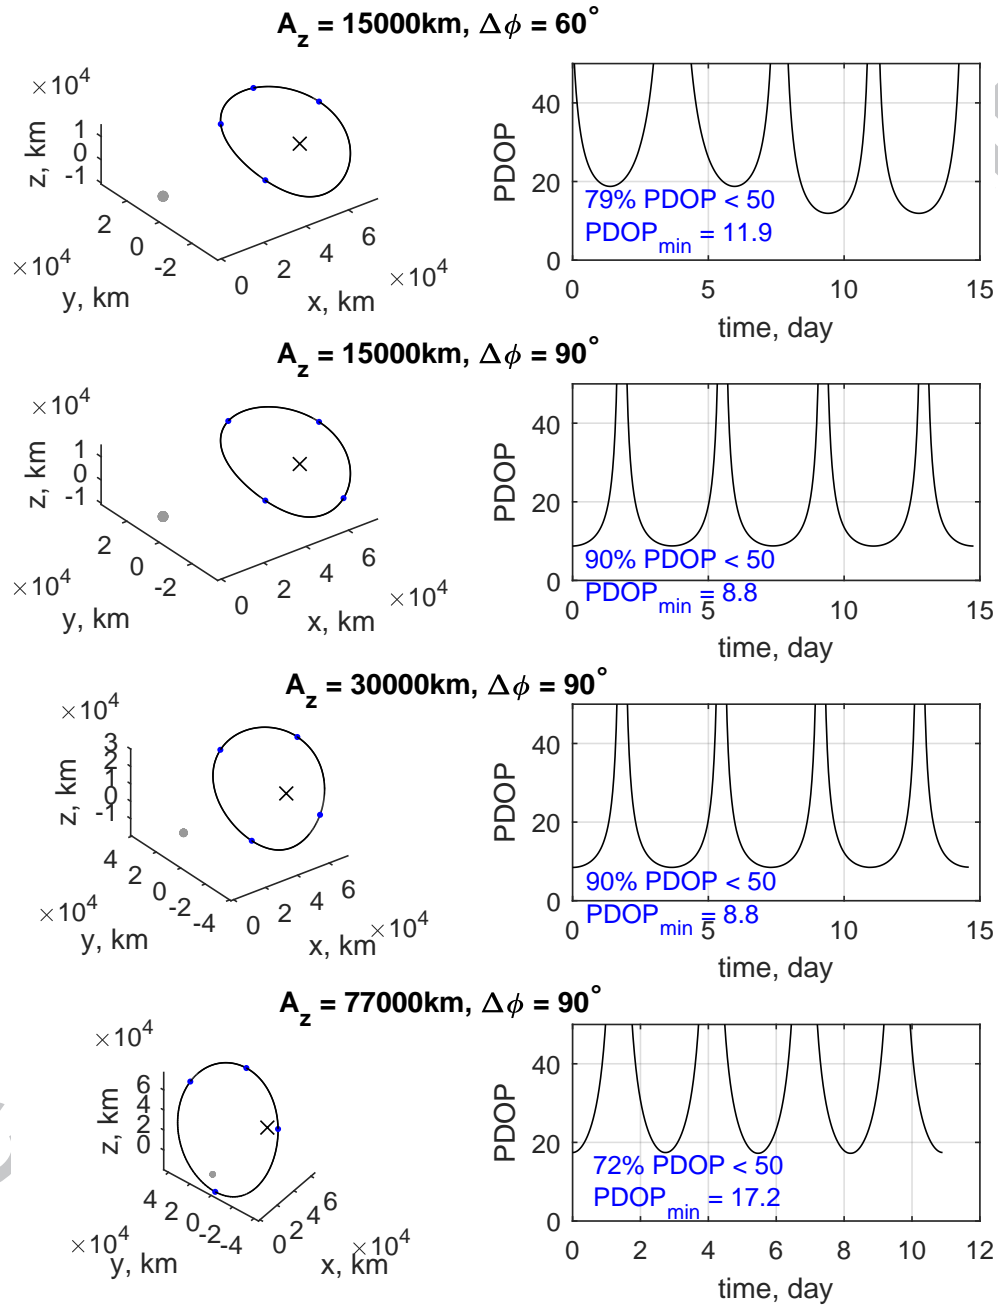 A_z = 15000km, Δϕ = 60°
×10^4
z, km
1
0
-1
2
0
-2
×10^4
y, km
0
2
4
6
×10^4
x, km
PDOP
40
20
0
79% PDOP < 50
PDOP_min = 11.9
0 5 10 15
time, day
A_z = 15000km, Δϕ = 90°
×10^4
z, km
1
0
-1
2
0
-2
×10^4
y, km
0
2
4
6
×10^4
x, km
PDOP
40
20
0
90% PDOP < 50
PDOP_min = 8.8
0 5 10 15
time, day
A_z = 30000km, Δϕ = 90°
×10^4
z, km
3
2
1
0
-1
4
2
0
-2
-4
×10^4
y, km
0
2
4
6
×10^4
x, km
PDOP
40
20
0
90% PDOP < 50
PDOP_min = 8.8
0 5 10 15
time, day
A_z = 77000km, Δϕ = 90°
×10^4
z, km
6
4
2
0
4
2
0
-2
-4
×10^4
y, km
0
2
4
6
×10^4
x, km
PDOP
40
20
0
72% PDOP < 50
PDOP_min = 17.2
0 2 4 6 8 10 12
time, day